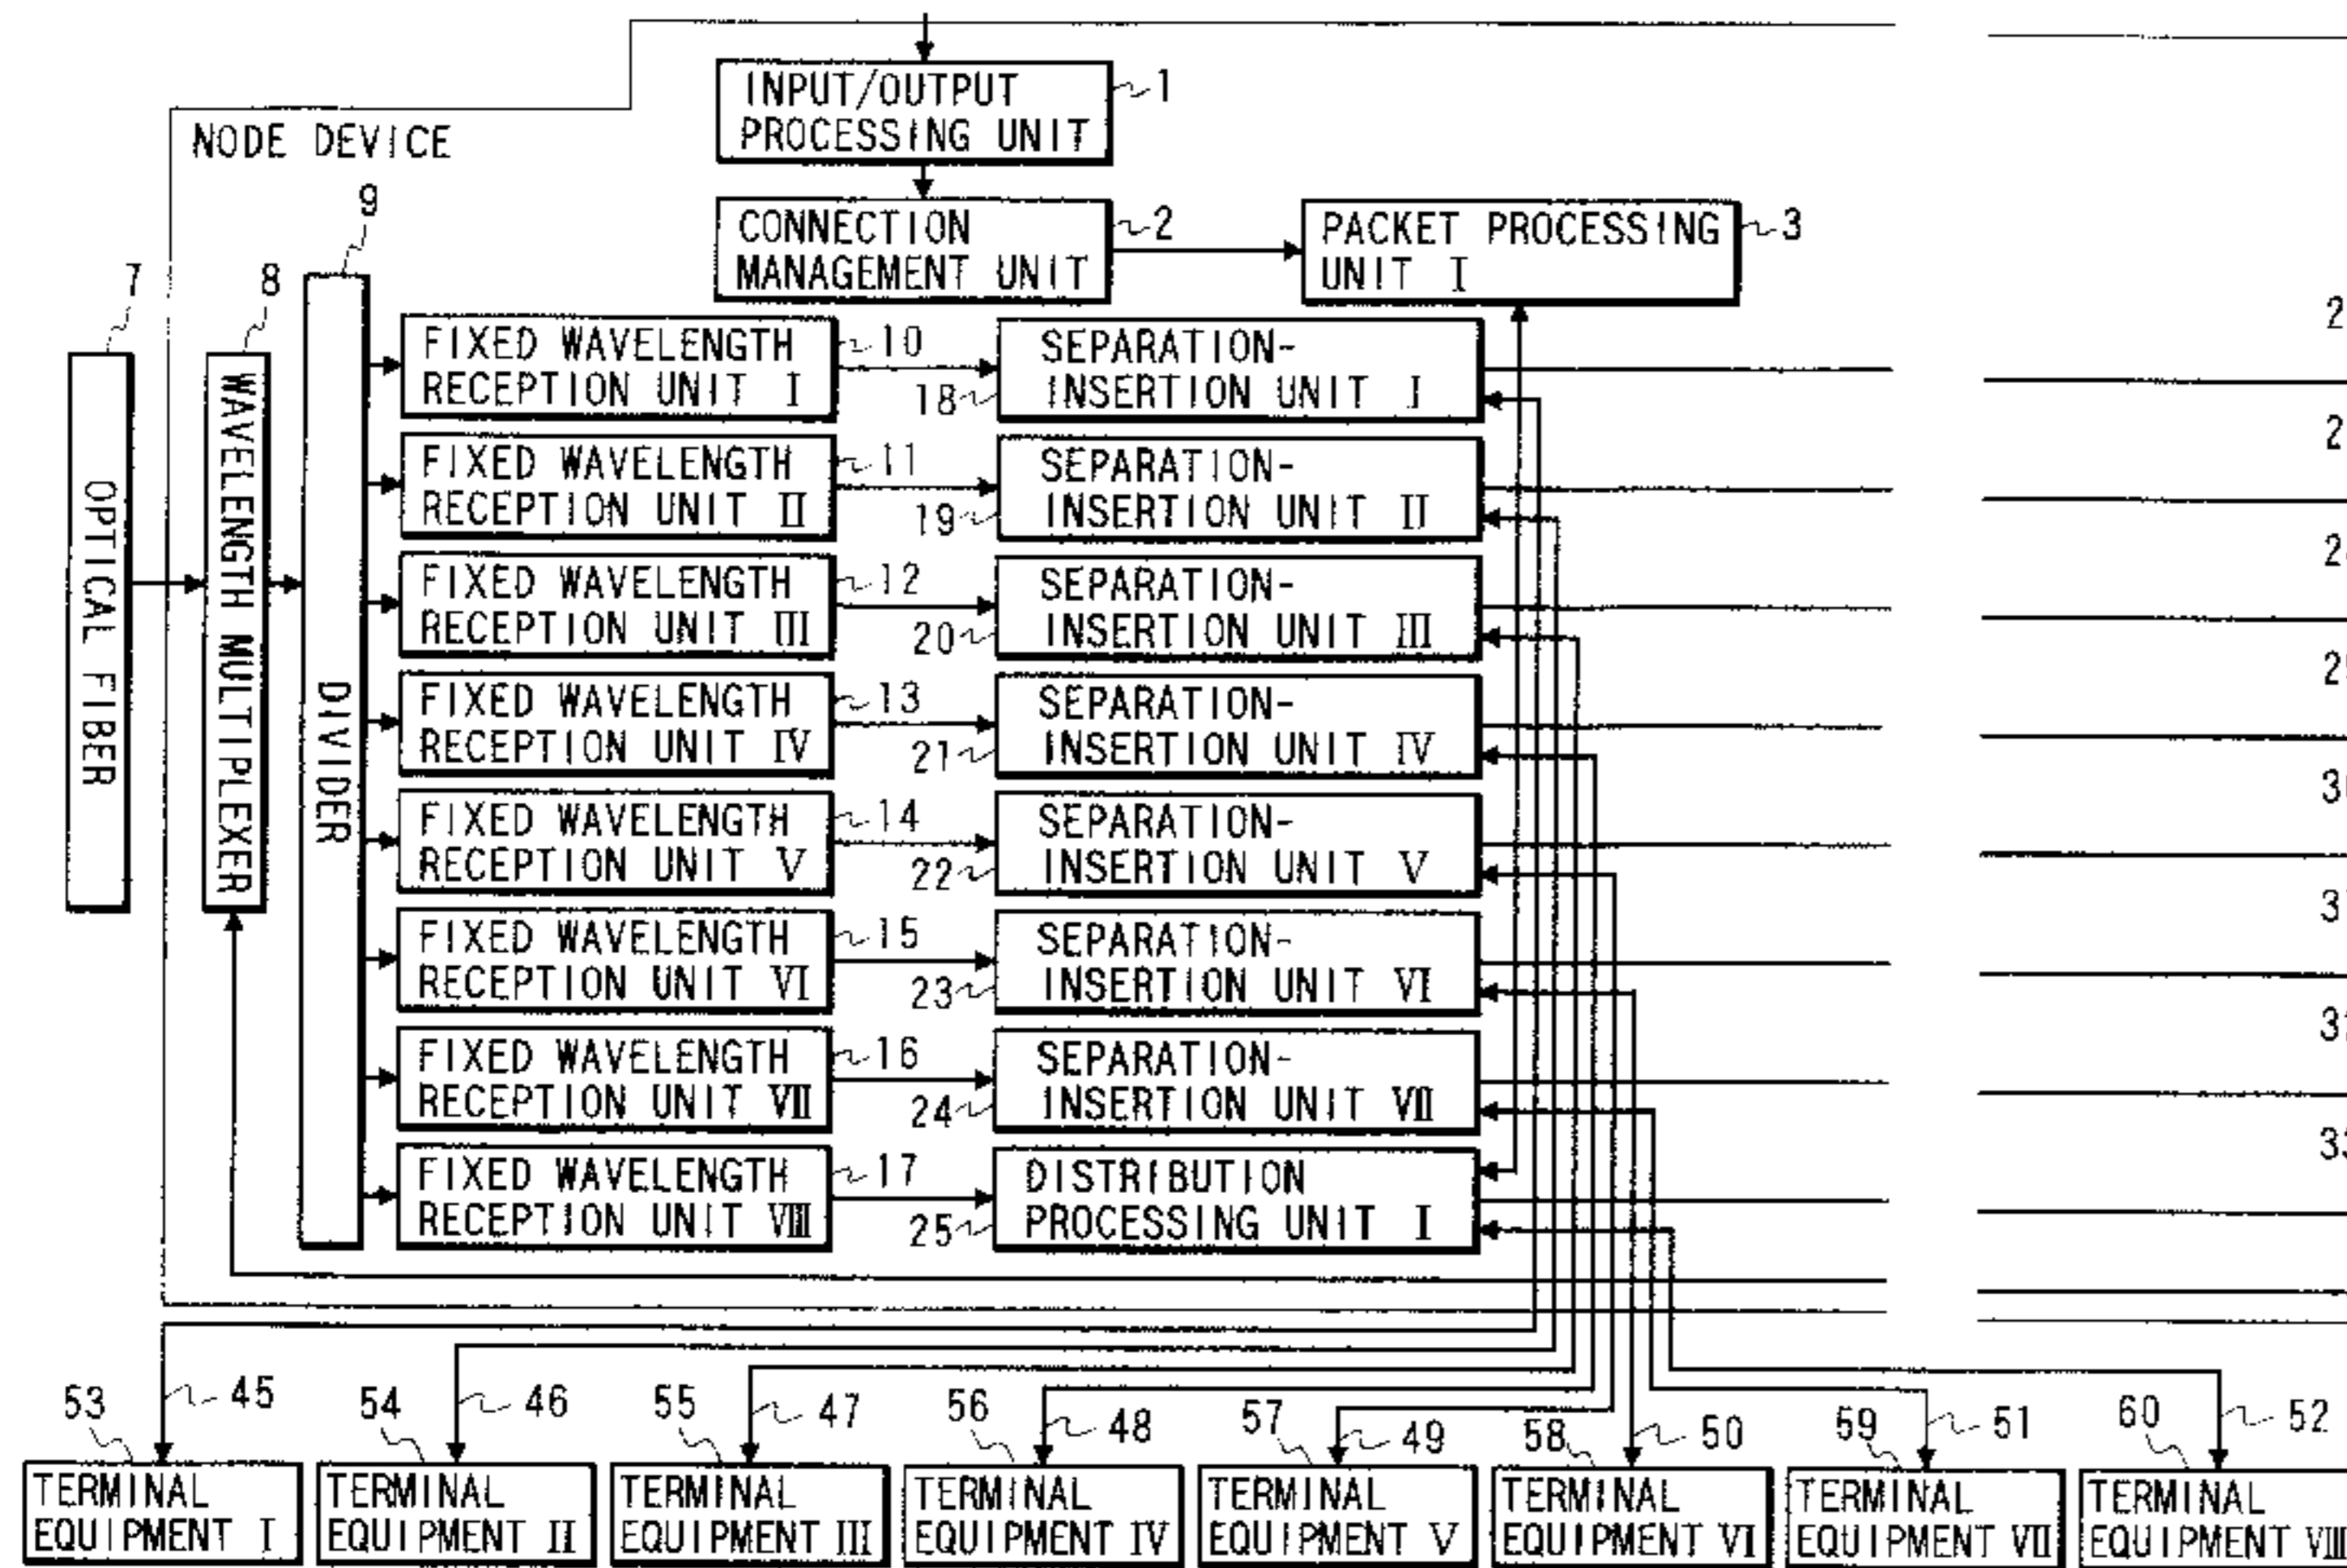 INPUT/OUTPUT
PROCESSING UNIT
1
NODE DEVICE
CONNECTION
MANAGEMENT UNIT
2
PACKET PROCESSING
UNIT I
3
7
8
9
OPTICAL FIBER
WAVELENGTH MULTIPLEXER
DIVIDER
FIXED WAVELENGTH
RECEPTION UNIT I
10
18
SEPARATION-
INSERTION UNIT I
FIXED WAVELENGTH
RECEPTION UNIT II
11
19
SEPARATION-
INSERTION UNIT II
FIXED WAVELENGTH
RECEPTION UNIT III
12
20
SEPARATION-
INSERTION UNIT III
FIXED WAVELENGTH
RECEPTION UNIT IV
13
21
SEPARATION-
INSERTION UNIT IV
FIXED WAVELENGTH
RECEPTION UNIT V
14
22
SEPARATION-
INSERTION UNIT V
FIXED WAVELENGTH
RECEPTION UNIT VI
15
23
SEPARATION-
INSERTION UNIT VI
FIXED WAVELENGTH
RECEPTION UNIT VII
16
24
SEPARATION-
INSERTION UNIT VII
FIXED WAVELENGTH
RECEPTION UNIT VIII
17
25
DISTRIBUTION
PROCESSING UNIT I
53
45
54
46
55
47
56
48
57
49
58
50
59
51
60
52
TERMINAL
EQUIPMENT I
TERMINAL
EQUIPMENT II
TERMINAL
EQUIPMENT III
TERMINAL
EQUIPMENT IV
TERMINAL
EQUIPMENT V
TERMINAL
EQUIPMENT VI
TERMINAL
EQUIPMENT VII
TERMINAL
EQUIPMENT VIII